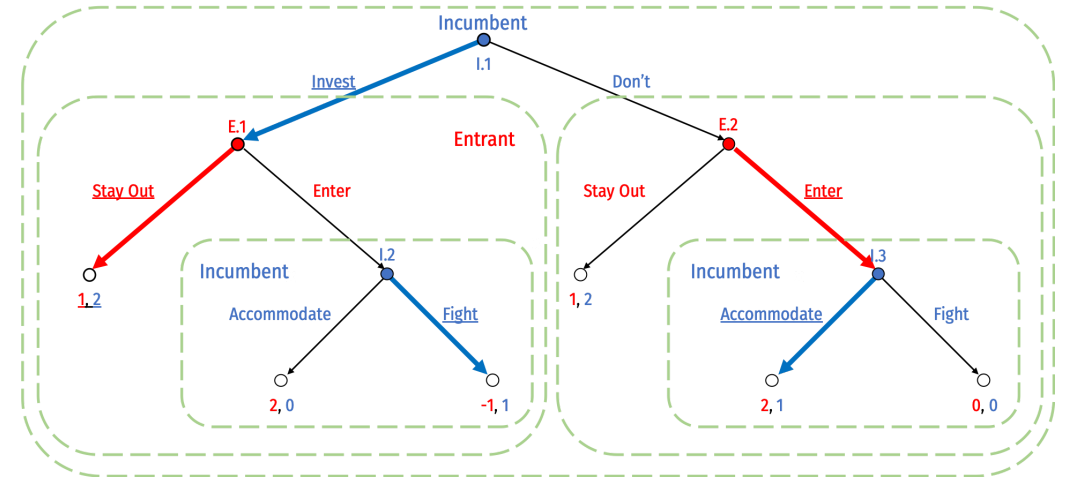 Incumbent
I.1
Invest
Don't
E.1
E.2
Entrant
Stay Out
Enter
Stay Out
Enter
I.2
I.3
Incumbent
Incumbent
1, 2
1, 2
Accommodate
Fight
Accommodate
Fight
2, 0
-1, 1
2, 1
0, 0